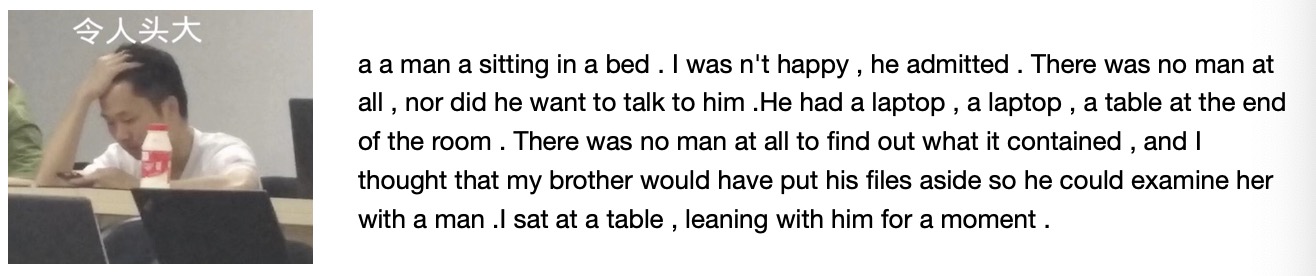 令人头大
a a man a sitting in a bed . I was n't happy , he admitted . There was no man at
all , nor did he want to talk to him .He had a laptop , a laptop , a table at the end
of the room . There was no man at all to find out what it contained , and I
thought that my brother would have put his files aside so he could examine her
with a man .I sat at a table , leaning with him for a moment .